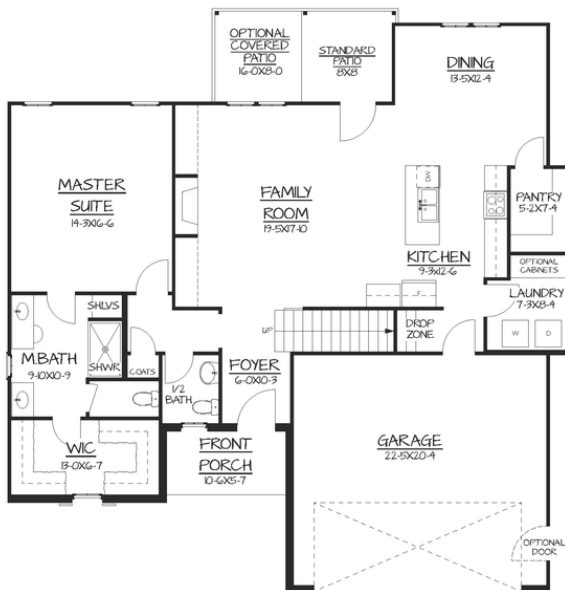 OPTIONAL
COVERED
PATIO
16-0X8-0
STANDARD
PATIO
8X8
DINING
13-5X12-4
MASTER
SUITE
14-3X16-6
FAMILY
ROOM
19-5X17-10
DW
PANTRY
5-2X7-4
KITCHEN
9-3X12-6
OPTIONAL
CABINETS
LAUNDRY
7-3X8-4
W
D
SHLVS
UP
DROP
ZONE
M.BATH
9-10X10-9
SHWR
COATS
1/2
BATH
FOYER
6-0X10-3
WIC
13-0X6-7
FRONT
PORCH
10-6X5-7
GARAGE
22-5X20-4
OPTIONAL
DOOR